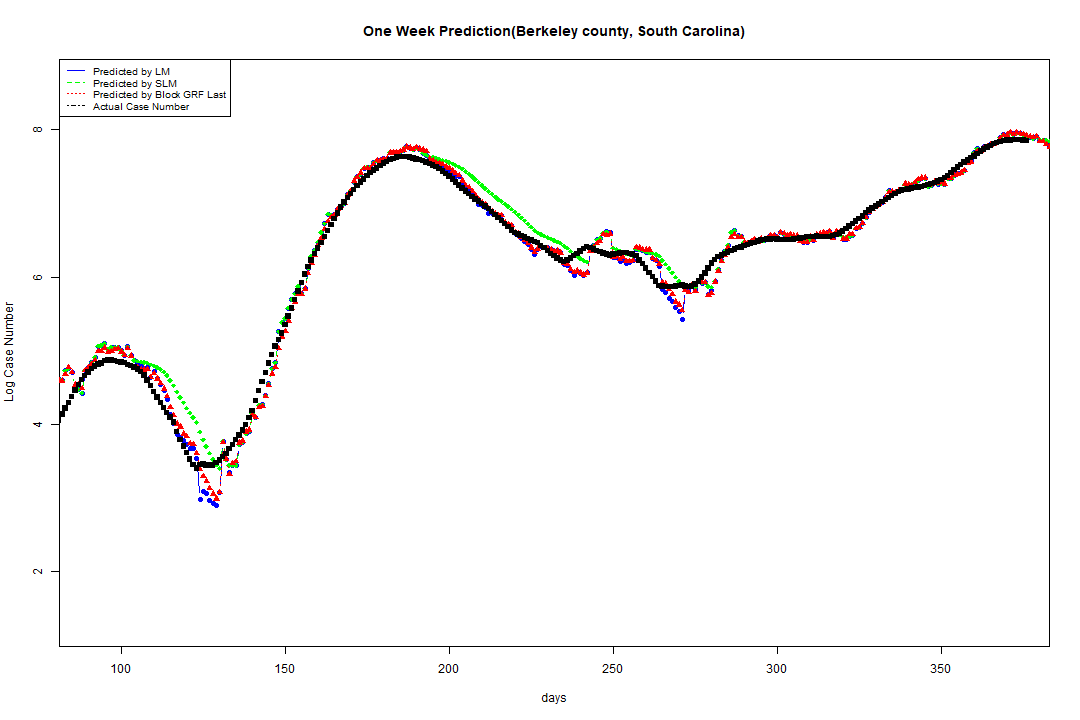 One Week Prediction(Berkeley county, South Carolina)
Predicted by LM
Predicted by SLM
Predicted by Block GRF Last
Actual Case Number
8
6
4
2
Log Case Number
100 150 200 250 300 350
days